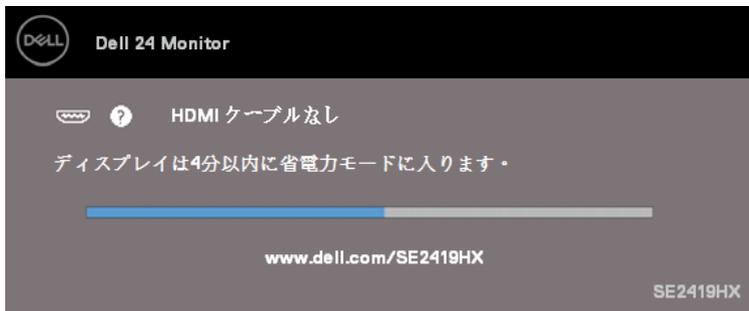 DELL
Dell 24 Monitor
? HDMI ケーブルなし
ディスプレイは4分以内に省電力モードに入ります。
www.dell.com/SE2419HX
SE2419HX